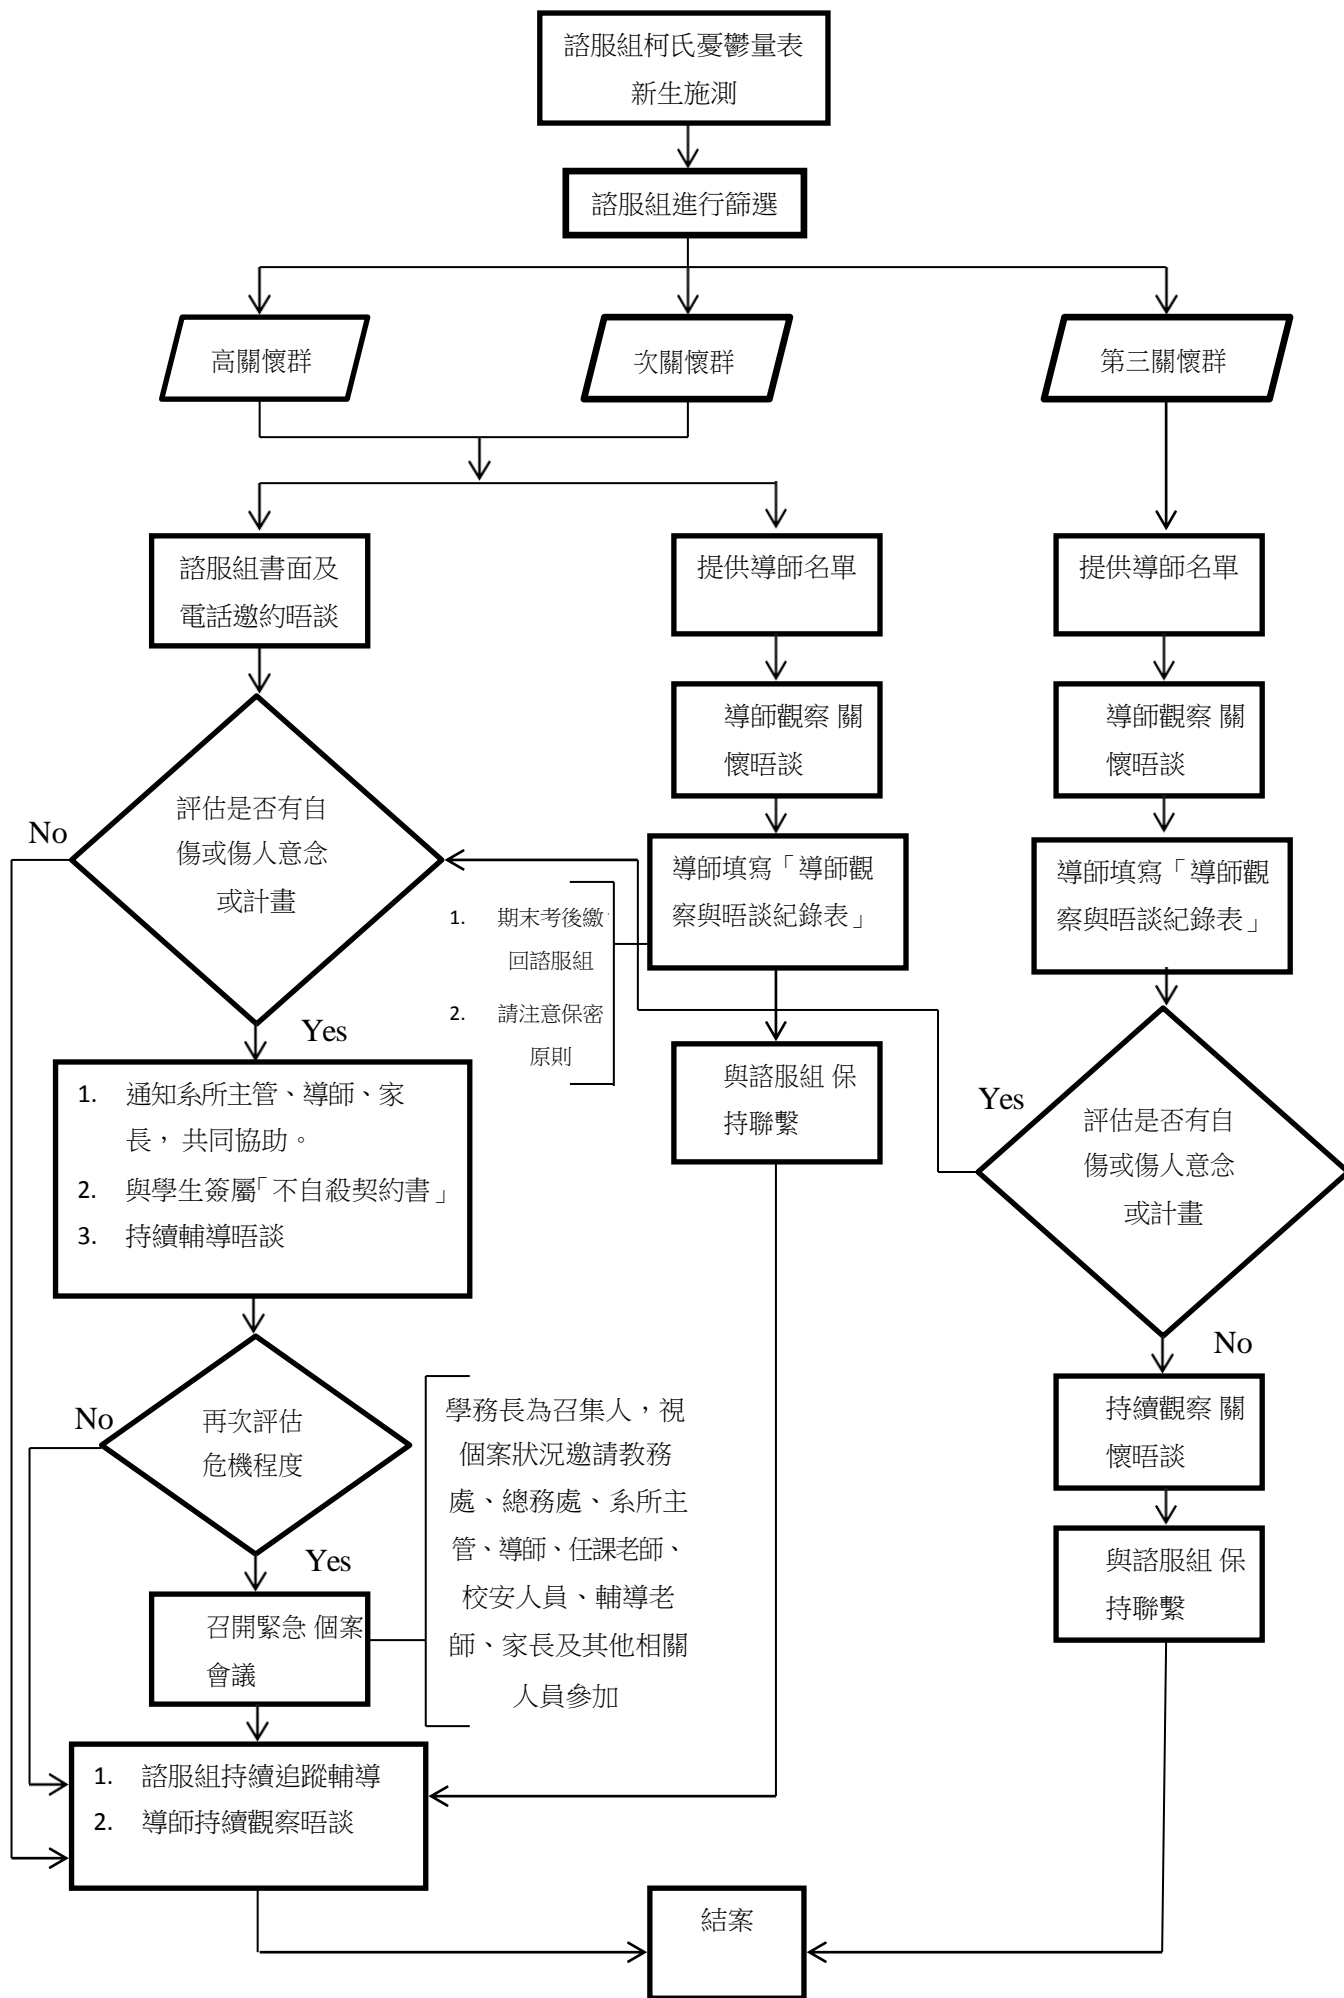 諮服組柯氏憂鬱量表
新生施測
諮服組進行篩選
高關懷群
次關懷群
第三關懷群
諮服組書面及
電話邀約晤談
提供導師名單
提供導師名單
導師觀察 關
懷晤談
導師觀察 關
懷晤談
No
評估是否有自
傷或傷人意念
或計畫
導師填寫「導師觀
察與晤談紀錄表」
導師填寫「導師觀
察與晤談紀錄表」
1. 期末考後繳
回諮服組
2. 請注意保密
原則
Yes
1. 通知系所主管、導師、家
長， 共同協助。
2. 與學生簽屬「不自殺契約書」
3. 持續輔導晤談
與諮服組 保
持聯繫
Yes
評估是否有自
傷或傷人意念
或計畫
No
No
再次評估
危機程度
學務長為召集人，視
個案狀況邀請教務
處、總務處、系所主
管、導師、任課老師、
校安人員、輔導老
師、家長及其他相關
人員參加
持續觀察 關
懷晤談
Yes
召開緊急 個案
會議
與諮服組 保
持聯繫
1. 諮服組持續追蹤輔導
2. 導師持續觀察晤談
結案